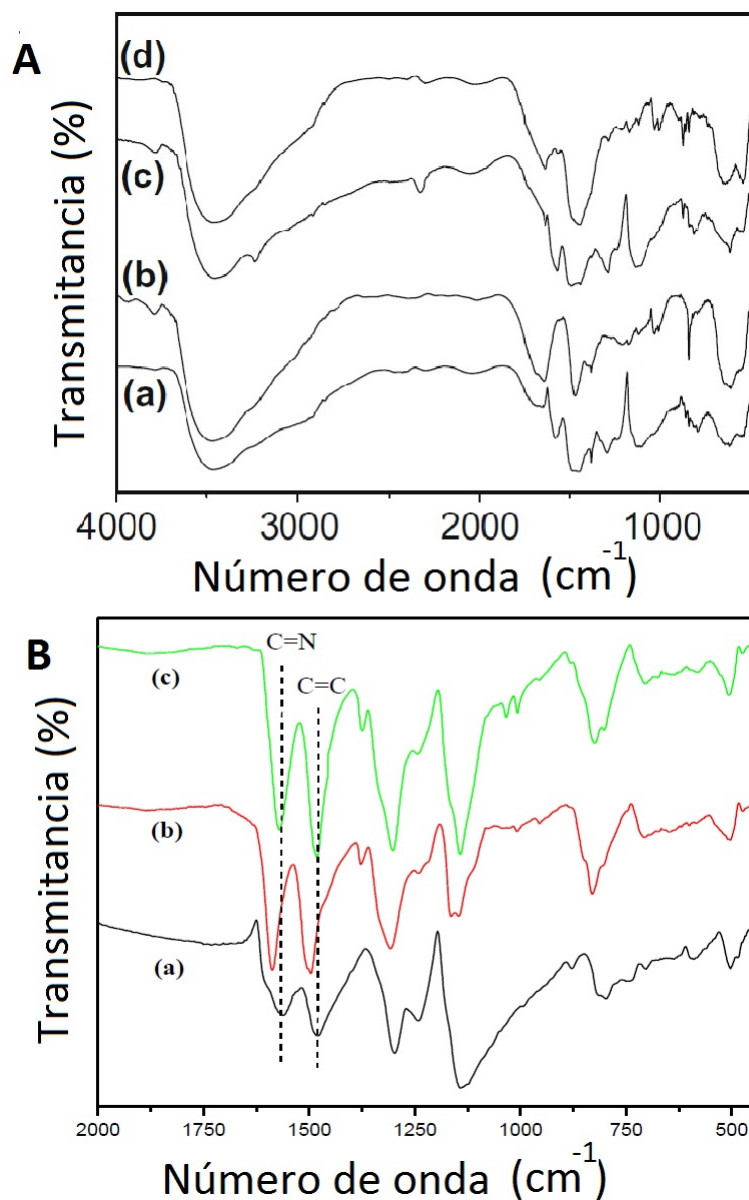 A
Transmitancia (%)
(d)
(c)
(b)
(a)
4000 3000 2000 1000
Número de onda (cm-1)
B
Transmitancia (%)
C=N
C=C
(c)
(b)
(a)
2000 1750 1500 1250 1000 750 500
Número de onda (cm-1)